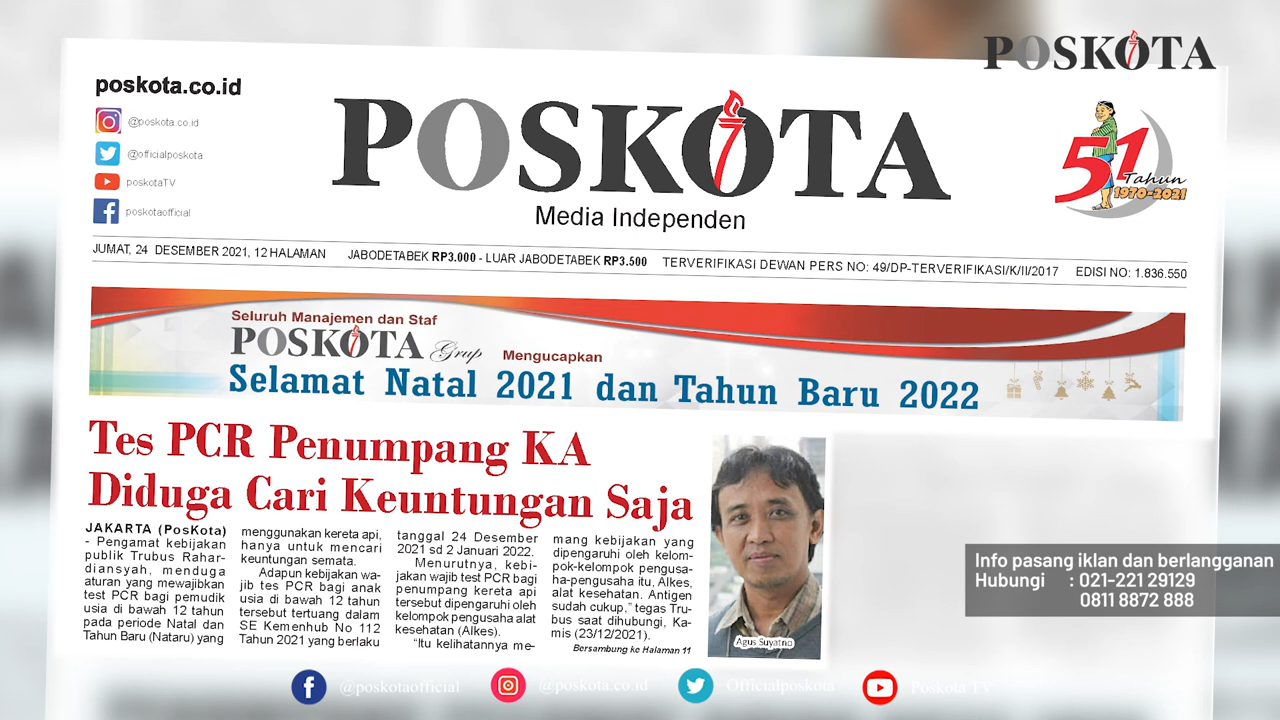 POSKOTA
poskota.co.id
@poskota.co.id
@officialposkota
poskotaTV
poskotaofficial
POSKOTA
Media Independen
51
Tahun
1970-2021
JUMAT, 24 DESEMBER 2021, 12 HALAMAN
JABODETABEK RP3.000 - LUAR JABODETABEK RP3.500
TERVERIFIKASI DEWAN PERS NO: 49/DP-TERVERIFIKASI/K/II/2017
EDISI NO: 1.836.550
Seluruh Manajemen dan Staf
POSKOTA Grup Mengucapkan
Selamat Natal 2021 dan Tahun Baru 2022
Tes PCR Penumpang KA
Diduga Cari Keuntungan Saja
JAKARTA (PosKota)
- Pengamat kebijakan
publik Trubus Rahar-
diansyah, menduga
aturan yang mewajibkan
test PCR bagi pemudik
usia di bawah 12 tahun
pada periode Natal dan
Tahun Baru (Nataru) yang
menggunakan kereta api,
hanya untuk mencari
keuntungan semata.
Adapun kebijakan wa-
jib tes PCR bagi anak
usia di bawah 12 tahun
tersebut tertuang dalam
SE Kemenhub No 112
Tahun 2021 yang berlaku
tanggal 24 Desember
2021 sd 2 Januari 2022.
Menurutnya, kebi-
jakan wajib test PCR bagi
penumpang kereta api
tersebut dipengaruhi oleh
kelompok pengusaha alat
kesehatan (Alkes).
"Itu kelihatannya me-
mang kebijakan yang
dipengaruhi oleh kelom-
pok-kelompok pengusa-
ha-pengusaha itu, Alkes,
alat kesehatan. Antigen
sudah cukup," tegas Tru-
bus saat dihubungi, Ka-
mis (23/12/2021).
Bersambung ke Halaman 11
Agus Suyatno
Info pasang iklan dan berlangganan
Hubungi : 021-221 29129
0811 8872 888
@poskotaofficial
@poskota.co.id
Officialposkota
Poskota TV